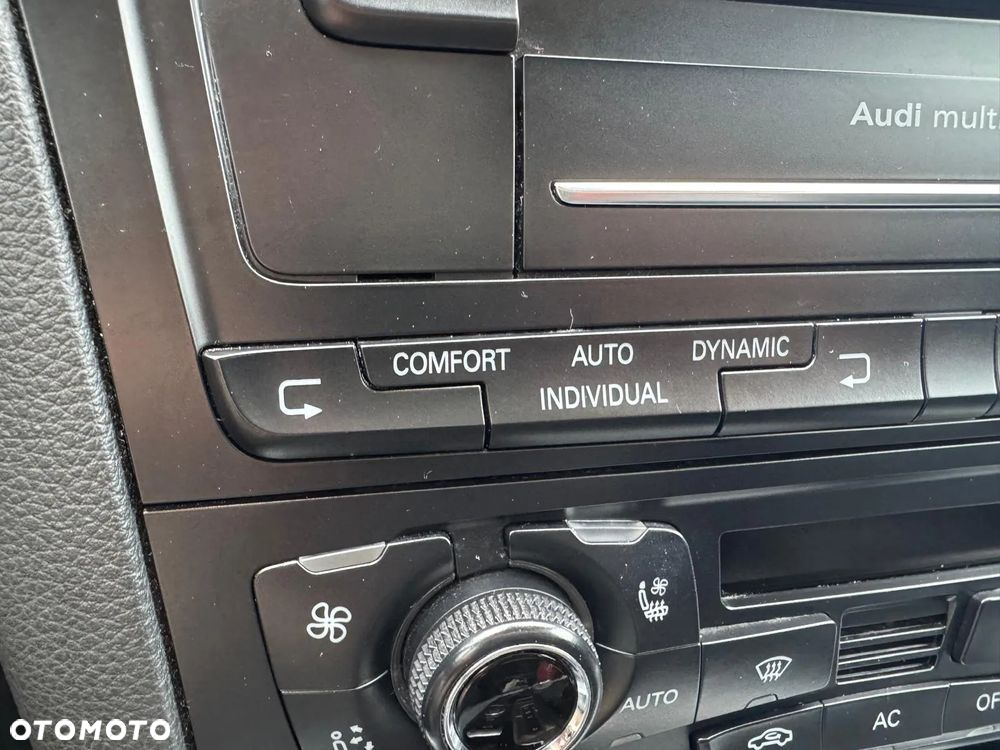 Audi mult
COMFORT AUTO DYNAMIC
INDIVIDUAL
AUTO
AC
OF
OTOMOTO